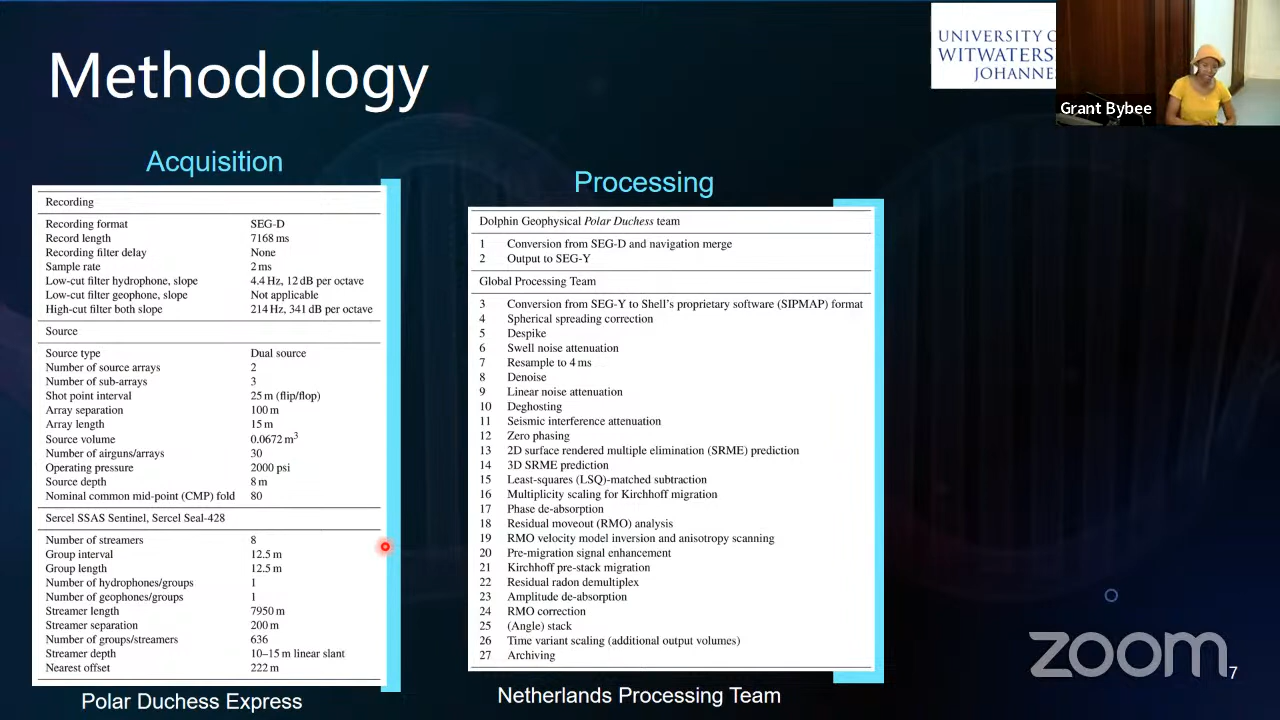 Methodology
UNIVERSITY O
WITWATERS
JOHANNE
Grant Bybee
Acquisition
Recording
Recording format SEG-D
Record length 7168 ms
Recording filter delay None
Sample rate 2 ms
Low-cut filter hydrophone, slope 4.4 Hz, 12 dB per octave
Low-cut filter geophone, slope Not applicable
High-cut filter both slope 214 Hz, 341 dB per octave
Source
Source type Dual source
Number of source arrays 2
Number of sub-arrays 3
Shot point interval 25 m (flip/flop)
Array separation 100 m
Array length 15 m
Source volume 0.0672 m³
Number of airguns/arrays 30
Operating pressure 2000 psi
Source depth 8 m
Nominal common mid-point (CMP) fold 80
Sercel SSAS Sentinel, Sercel Seal-428
Number of streamers 8
Group interval 12.5 m
Group length 12.5 m
Number of hydrophones/groups 1
Number of geophones/groups 1
Streamer length 7950 m
Streamer separation 200 m
Number of groups/streamers 636
Streamer depth 10–15 m linear slant
Nearest offset 222 m
Polar Duchess Express
Processing
Dolphin Geophysical Polar Duchess team
1 Conversion from SEG-D and navigation merge
2 Output to SEG-Y
Global Processing Team
3 Conversion from SEG-Y to Shell's proprietary software (SIPMAP) format
4 Spherical spreading correction
5 Despike
6 Swell noise attenuation
7 Resample to 4 ms
8 Denoise
9 Linear noise attenuation
10 Deghosting
11 Seismic interference attenuation
12 Zero phasing
13 2D surface rendered multiple elimination (SRME) prediction
14 3D SRME prediction
15 Least-squares (LSQ)-matched subtraction
16 Multiplicity scaling for Kirchhoff migration
17 Phase de-absorption
18 Residual moveout (RMO) analysis
19 RMO velocity model inversion and anisotropy scanning
20 Pre-migration signal enhancement
21 Kirchhoff pre-stack migration
22 Residual radon demultiplex
23 Amplitude de-absorption
24 RMO correction
25 (Angle) stack
26 Time variant scaling (additional output volumes)
27 Archiving
Netherlands Processing Team
zoom
7